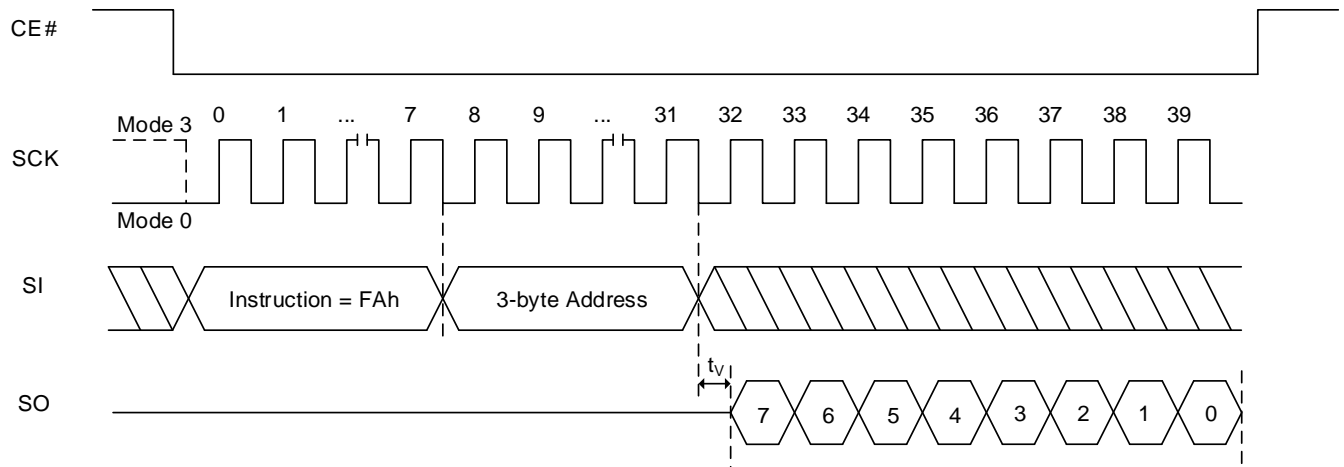 CE#
0 1 ... 7 8 9 ... 31 32 33 34 35 36 37 38 39
Mode 3
SCK
Mode 0
SI
Instruction = FAh
3-byte Address
tV
SO
7 6 5 4 3 2 1 0